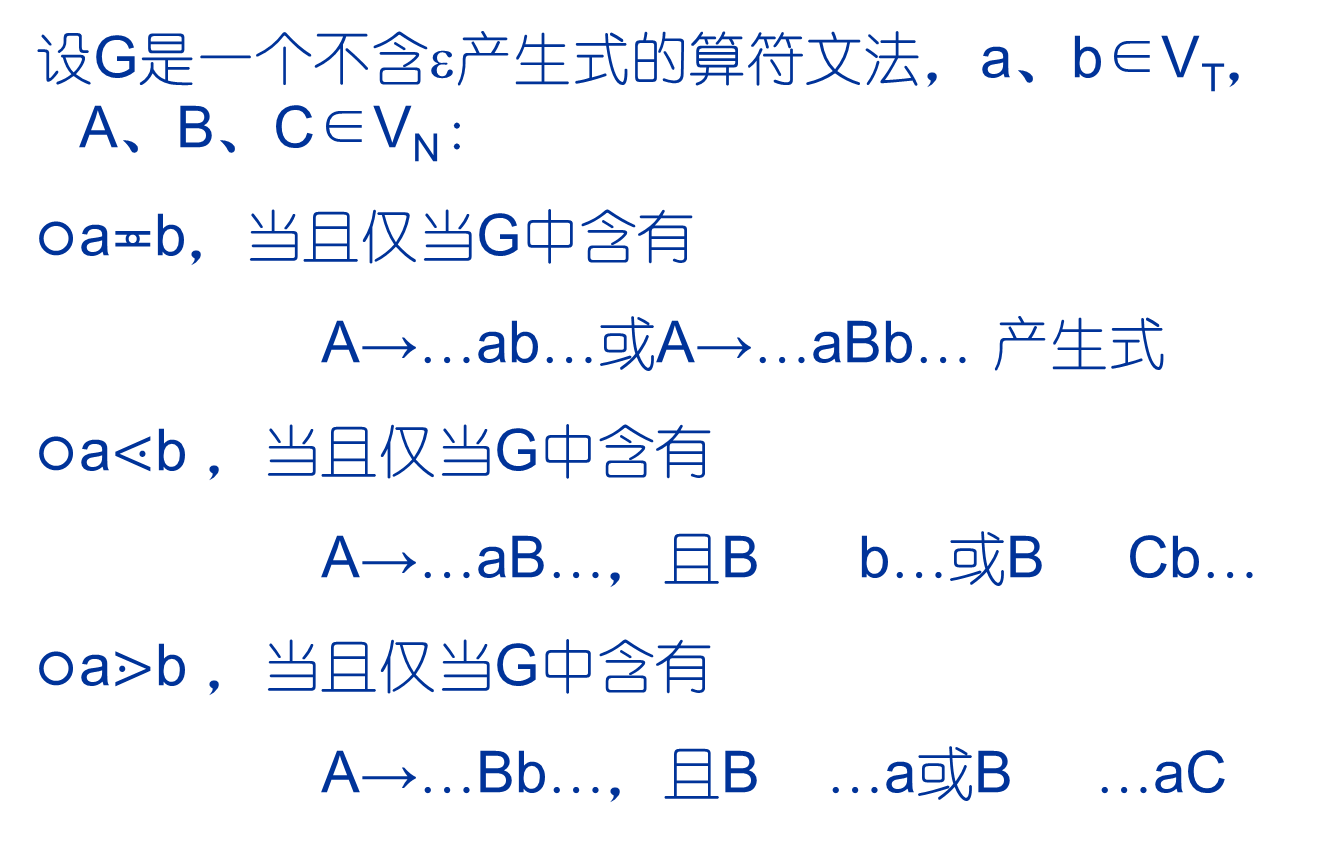 设G是一个不含ε产生式的算符文法，a、b∈V_T，
A、B、C∈V_N：
○a≖b，当且仅当G中含有
A→…ab…或A→…aBb… 产生式
○a⋖b ，当且仅当G中含有
A→…aB…，且B b…或B Cb…
○a⋗b ，当且仅当G中含有
A→…Bb…，且B …a或B …aC